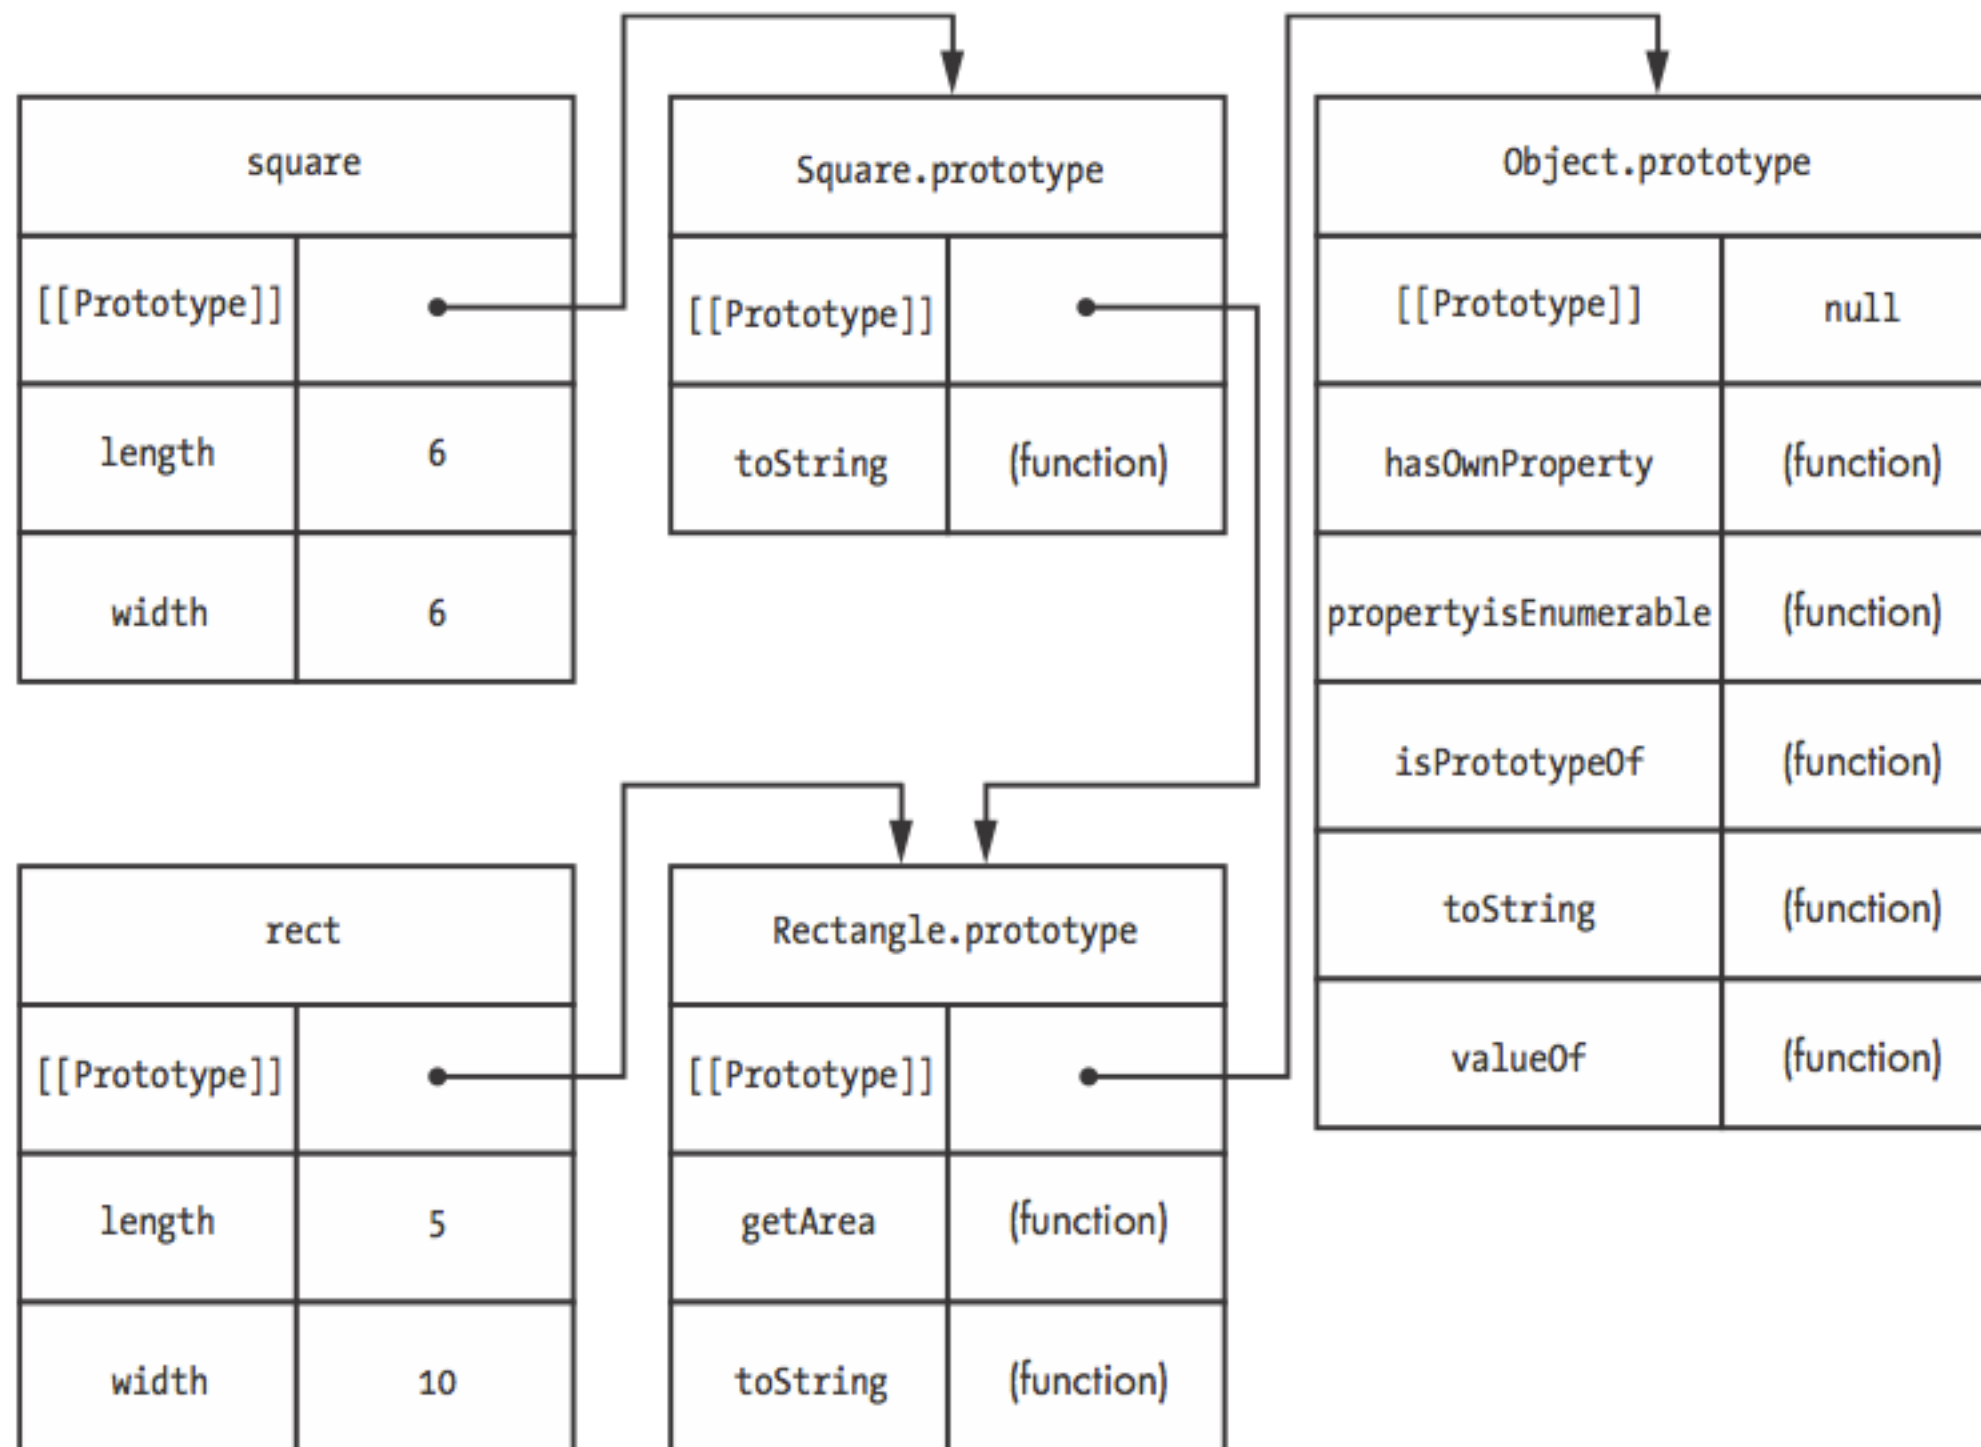 square
[[Prototype]]
length 6
width 6
Square.prototype
[[Prototype]]
toString (function)
Object.prototype
[[Prototype]] null
hasOwnProperty (function)
propertyisEnumerable (function)
isPrototypeOf (function)
toString (function)
valueOf (function)
rect
[[Prototype]]
length 5
width 10
Rectangle.prototype
[[Prototype]]
getArea (function)
toString (function)